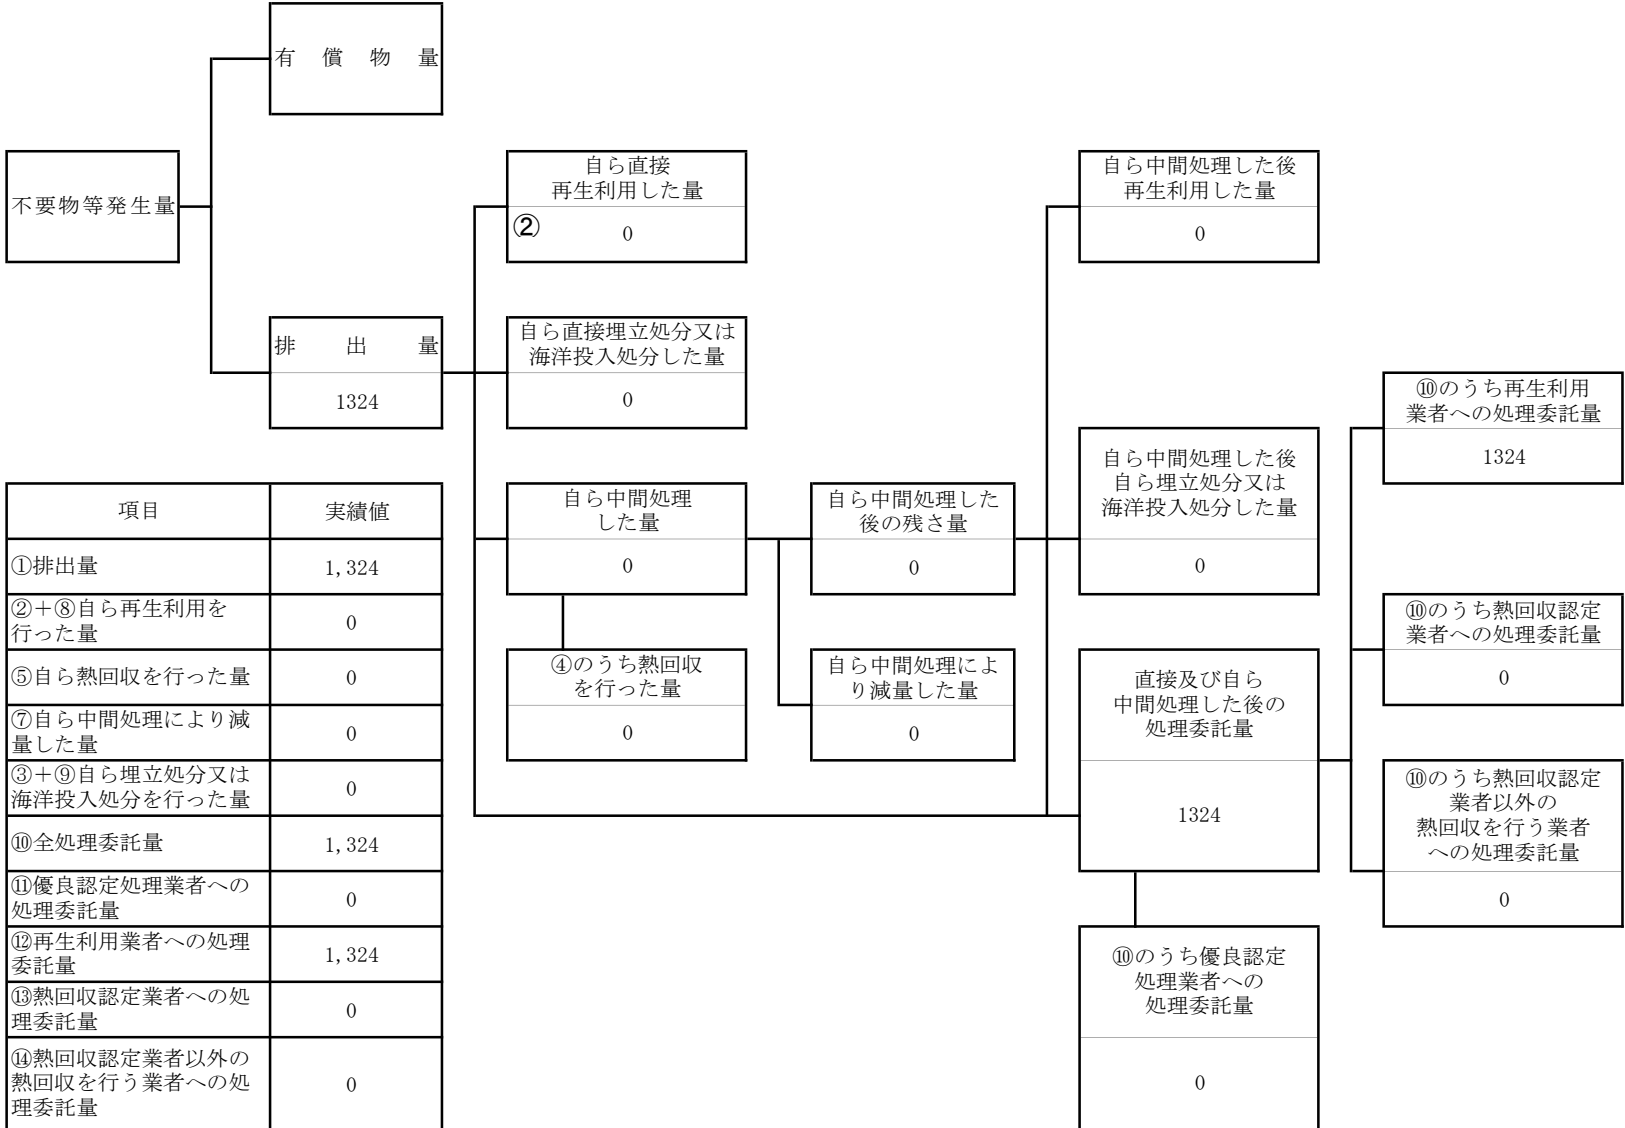 有償物量
不要物等発生量
排出量
1324
自ら直接
再生利用した量
②
0
自ら直接埋立処分又は
海洋投入処分した量
0
自ら中間処理
した量
0
④のうち熱回収
を行った量
0
自ら中間処理した
後の残さ量
0
自ら中間処理によ
り減量した量
0
自ら中間処理した後
再生利用した量
0
自ら中間処理した後
自ら埋立処分又は
海洋投入処分した量
0
直接及び自ら
中間処理した後の
処理委託量
1324
⑩のうち優良認定
処理業者への
処理委託量
0
⑩のうち再生利用
業者への処理委託量
1324
⑩のうち熱回収認定
業者への処理委託量
0
⑩のうち熱回収認定
業者以外の
熱回収を行う業者
への処理委託量
0
項目 実績値
①排出量 1,324
②＋⑧自ら再生利用を
行った量 0
⑤自ら熱回収を行った量 0
⑦自ら中間処理により減
量した量 0
③＋⑨自ら埋立処分又は
海洋投入処分を行った量 0
⑩全処理委託量 1,324
⑪優良認定処理業者への
処理委託量 0
⑫再生利用業者への処理
委託量 1,324
⑬熱回収認定業者への処
理委託量 0
⑭熱回収認定業者以外の
熱回収を行う業者への処
理委託量 0